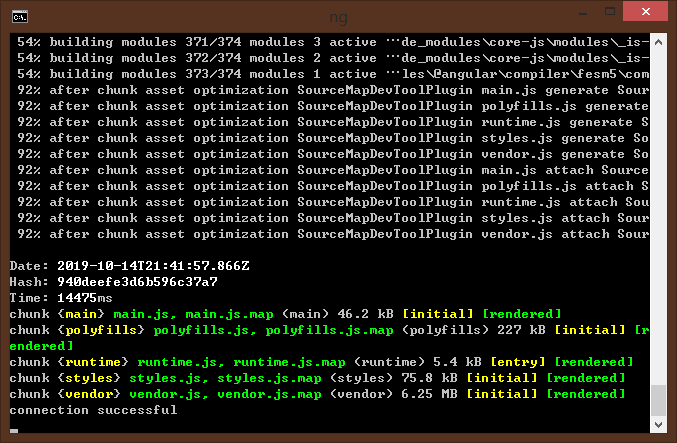 ng
54% building modules 371/374 modules 3 active …de_modules\core-js\modules\_is-
54% building modules 372/374 modules 2 active …de_modules\core-js\modules\_is-
54% building modules 373/374 modules 1 active …les\@angular\compiler\fesm5\com
92% after chunk asset optimization SourceMapDevToolPlugin main.js generate Sour
92% after chunk asset optimization SourceMapDevToolPlugin polyfills.js generate
92% after chunk asset optimization SourceMapDevToolPlugin runtime.js generate S
92% after chunk asset optimization SourceMapDevToolPlugin styles.js generate So
92% after chunk asset optimization SourceMapDevToolPlugin vendor.js generate So
92% after chunk asset optimization SourceMapDevToolPlugin main.js attach Source
92% after chunk asset optimization SourceMapDevToolPlugin polyfills.js attach S
92% after chunk asset optimization SourceMapDevToolPlugin runtime.js attach Sou
92% after chunk asset optimization SourceMapDevToolPlugin styles.js attach Sour
92% after chunk asset optimization SourceMapDevToolPlugin vendor.js attach Sour
Date: 2019-10-14T21:41:57.866Z
Hash: 940deefe3d6b596c37a7
Time: 14475ms
chunk {main} main.js, main.js.map (main) 46.2 kB [initial] [rendered]
chunk {polyfills} polyfills.js, polyfills.js.map (polyfills) 227 kB [initial] [r
endered]
chunk {runtime} runtime.js, runtime.js.map (runtime) 5.4 kB [entry] [rendered]
chunk {styles} styles.js, styles.js.map (styles) 75.8 kB [initial] [rendered]
chunk {vendor} vendor.js, vendor.js.map (vendor) 6.25 MB [initial] [rendered]
connection successful